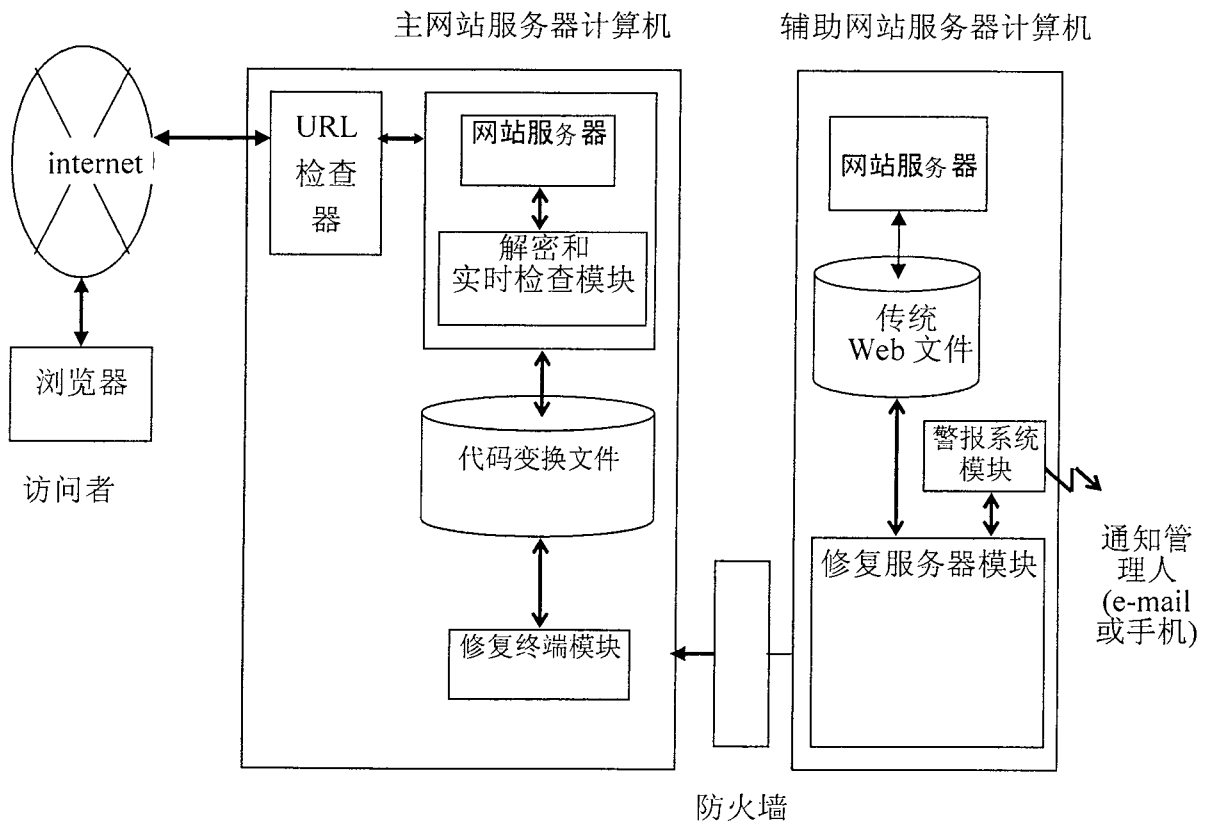 主网站服务器计算机
辅助网站服务器计算机
internet
URL
检查
器
网站服务器
解密和
实时检查模块
网站服务器
传统
Web 文件
浏览器
访问者
代码变换文件
警报系统
模块
通知管
理人
(e-mail
或手机)
修复服务器模块
修复终端模块
防火墙